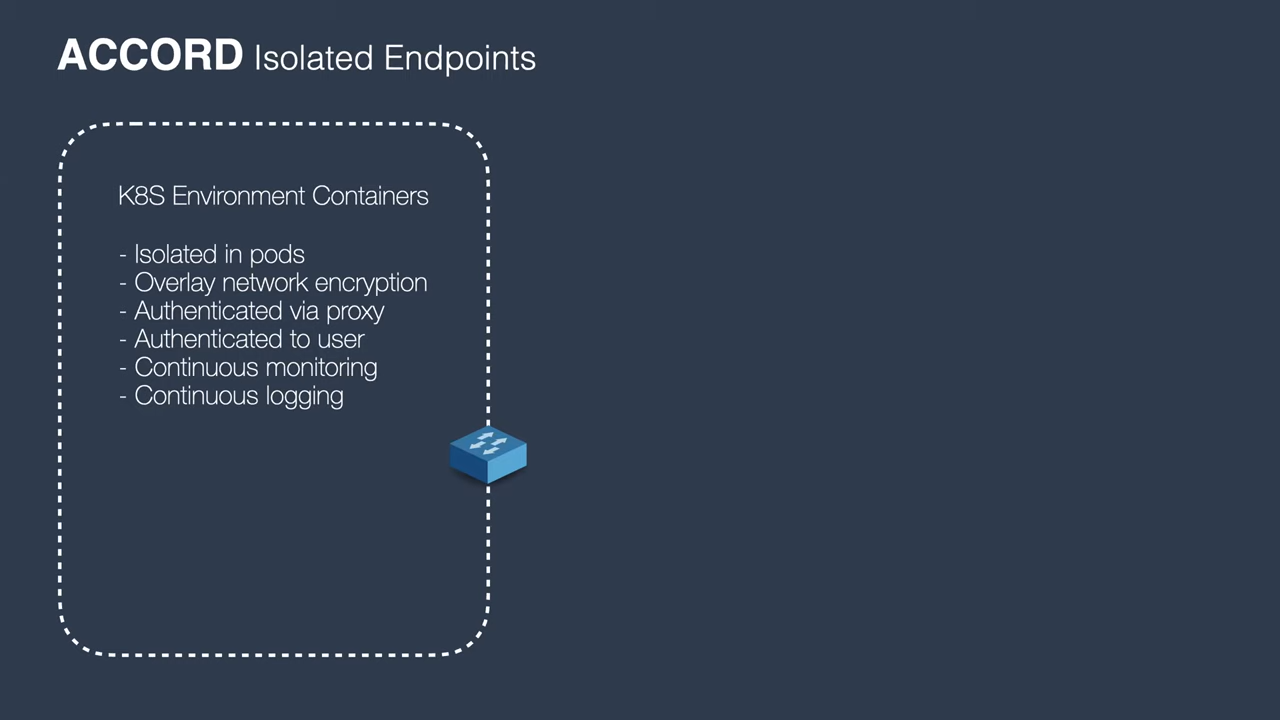 ACCORD Isolated Endpoints
K8S Environment Containers
- Isolated in pods
- Overlay network encryption
- Authenticated via proxy
- Authenticated to user
- Continuous monitoring
- Continuous logging